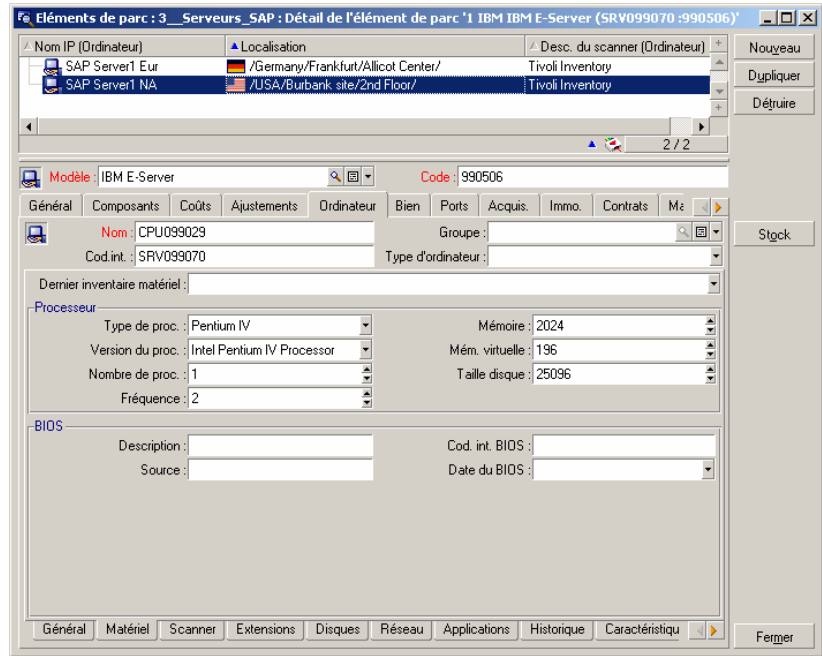 Eléments de parc : 3__Serveurs_SAP : Détail de l'élément de parc '1 IBM IBM E-Server (SRV099070 :990506)'
Nom IP (Ordinateur) Localisation Desc. du scanner (Ordinateur)
SAP Server1 Eur /Germany/Frankfurt/Allicot Center/ Tivoli Inventory
SAP Server1 NA /USA/Burbank site/2nd Floor/ Tivoli Inventory
2 / 2
Nouveau
Dupliquer
Détruire
Modèle : IBM E-Server Code : 990506
Général Composants Coûts Ajustements Ordinateur Bien Ports Acquis. Immo. Contrats
Nom : CPU099029 Groupe :
Stock
Cod.int. : SRV099070 Type d'ordinateur :
Dernier inventaire matériel :
Processeur
Type de proc. : Pentium IV Mémoire : 2024
Version du proc. : Intel Pentium IV Processor Mém. virtuelle : 196
Nombre de proc. : 1 Taille disque : 25096
Fréquence : 2
BIOS
Description : Cod. int. BIOS :
Source : Date du BIOS :
Général Matériel Scanner Extensions Disques Réseau Applications Historique Caractéristiqu
Fermer